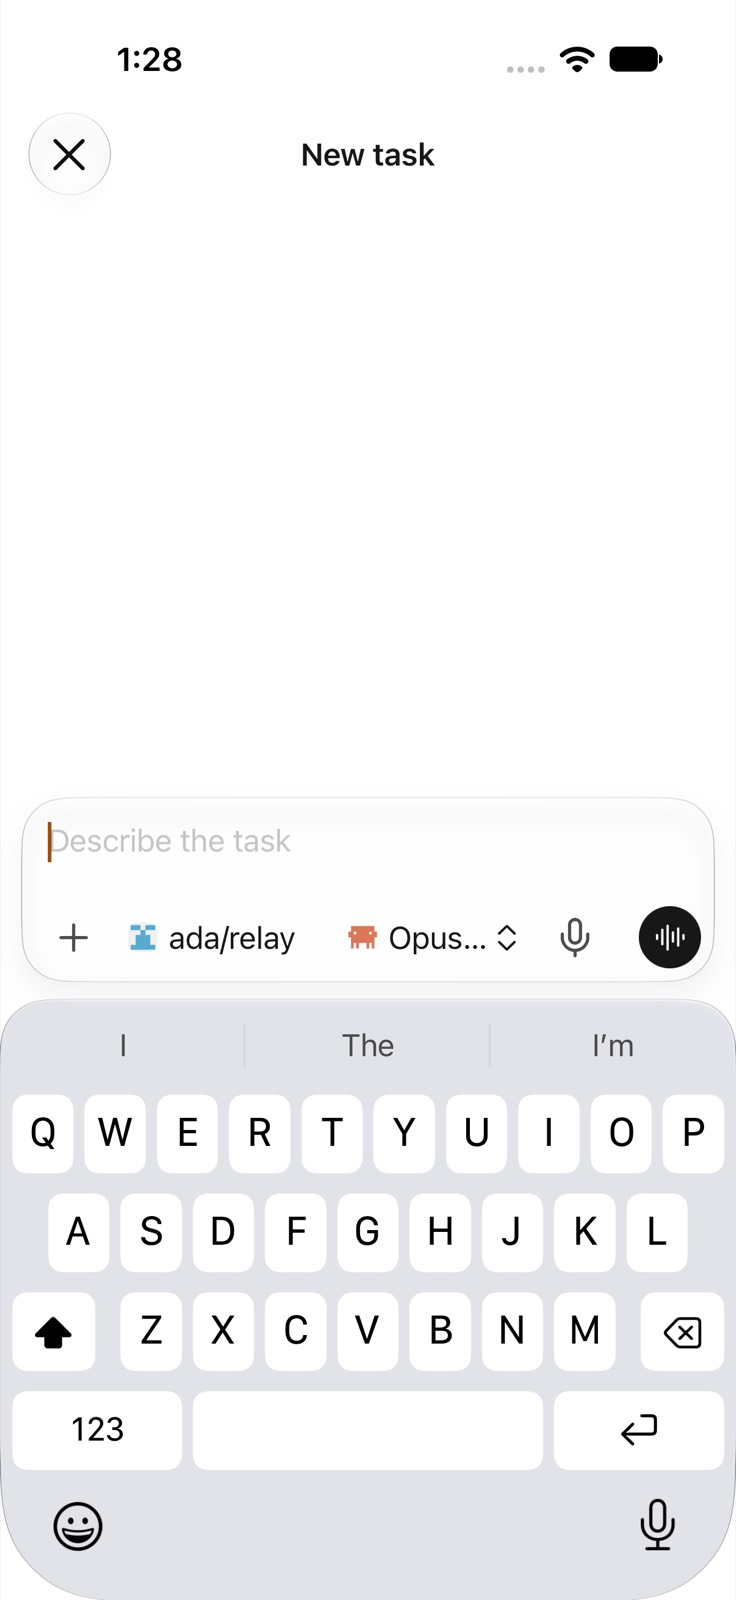 1:28
New task
Describe the task
ada/relay Opus...
I The I'm
Q W E R T Y U I O P
A S D F G H J K L
Z X C V B N M
123